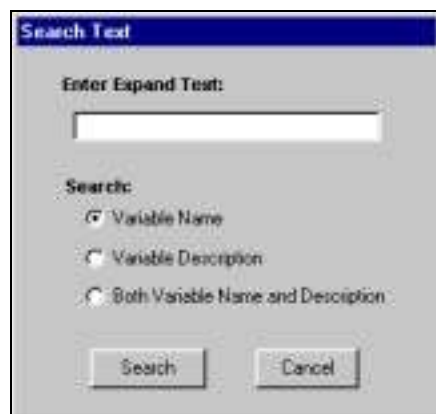 Search Text
Enter Expand Text:
Search:
Variable Name
Variable Description
Both Variable Name and Description
Search Cancel